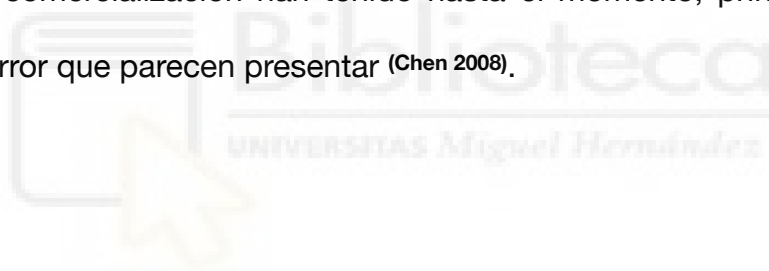 comercialización han tenido hasta el momento, prin
rror que parecen presentar (Chen 2008).
Biblioteca
UNIVERSITAS Miguel Hernández